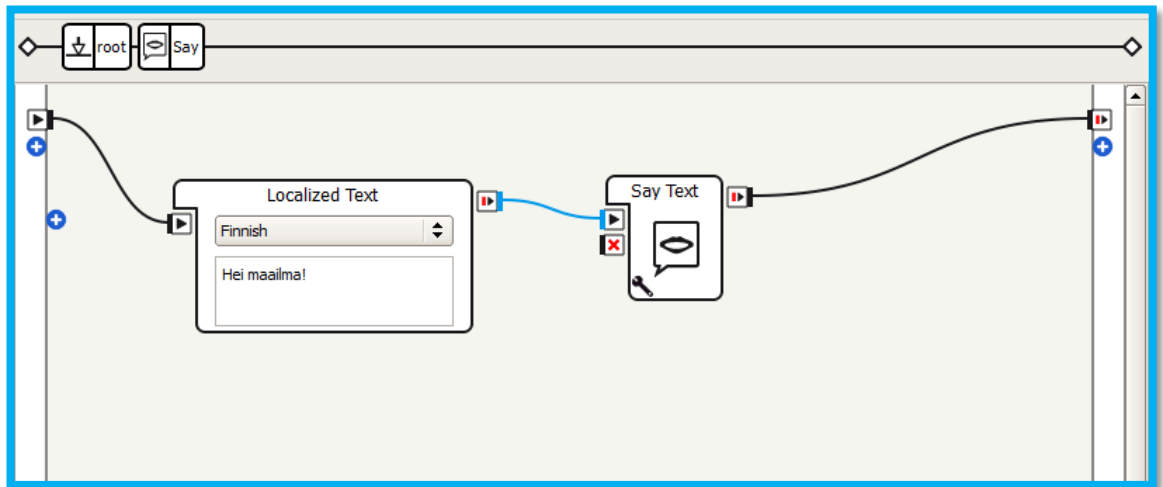 root
Say
Localized Text
Finnish
Hei maailma!
Say Text